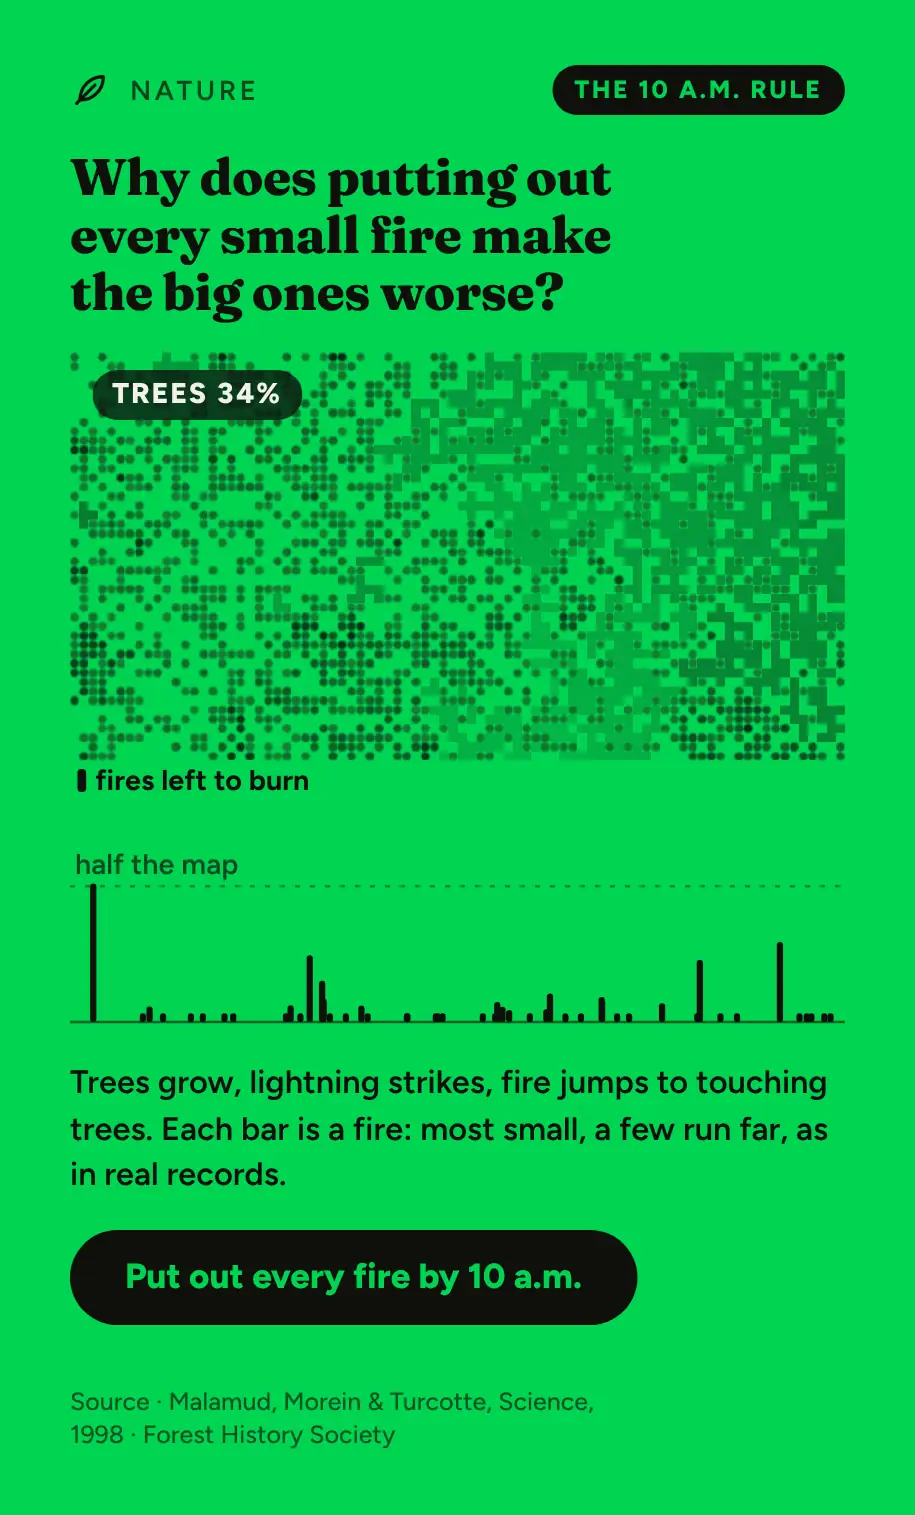 NATURE
THE 10 A.M. RULE
Why does putting out
every small fire make
the big ones worse?
TREES 34%
fires left to burn
half the map
Trees grow, lightning strikes, fire jumps to touching
trees. Each bar is a fire: most small, a few run far, as
in real records.
Put out every fire by 10 a.m.
Source · Malamud, Morein & Turcotte, Science,
1998 · Forest History Society